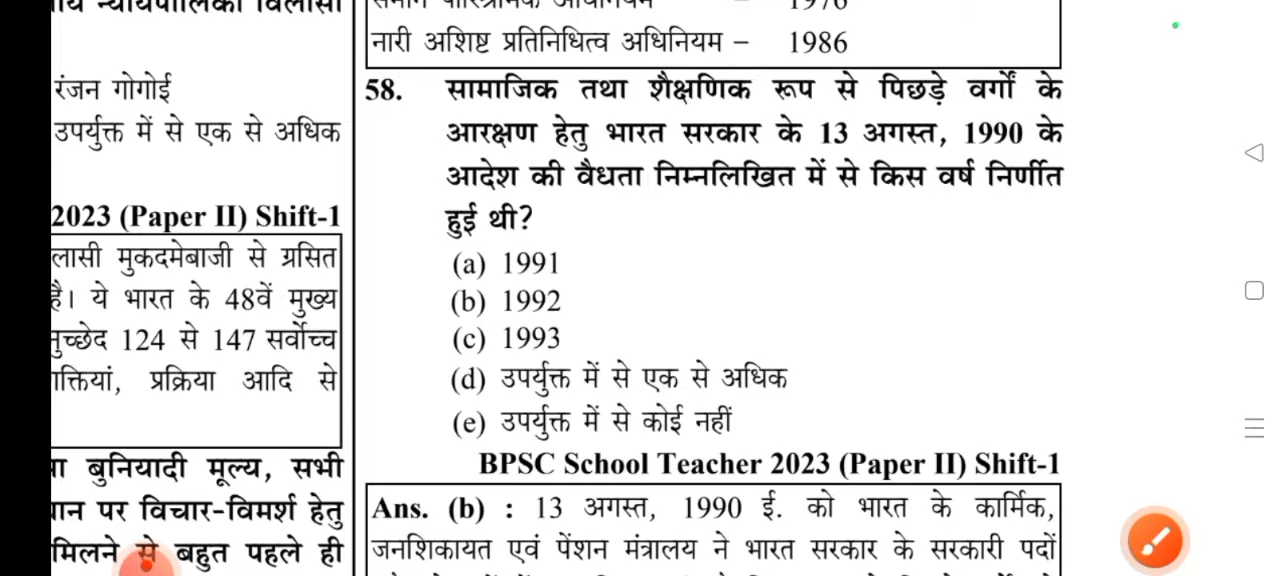 नारी अशिष्ट प्रतिनिधित्व अधिनियम – 1986
रंजन गोगोई
उपर्युक्त में से एक से अधिक
2023 (Paper II) Shift-1
लासी मुकदमेबाजी से ग्रसित
है। ये भारत के 48वें मुख्य
नुच्छेद 124 से 147 सर्वोच्च
प्रक्रिया आदि से
बुनियादी मूल्य, सभी
पर विचार-विमर्श हेतु
मिलने से बहुत पहले ही
58. सामाजिक तथा शैक्षणिक रूप से पिछड़े वर्गों के
आरक्षण हेतु भारत सरकार के 13 अगस्त, 1990 के
आदेश की वैधता निम्नलिखित में से किस वर्ष निर्णीत
हुई थी?
(a) 1991
(b) 1992
(c) 1993
(d) उपर्युक्त में से एक से अधिक
(e) उपर्युक्त में से कोई नहीं
BPSC School Teacher 2023 (Paper II) Shift-1
Ans. (b) : 13 अगस्त, 1990 ई. को भारत के कार्मिक,
जनशिकायत एवं पेंशन मंत्रालय ने भारत सरकार के सरकारी पदों